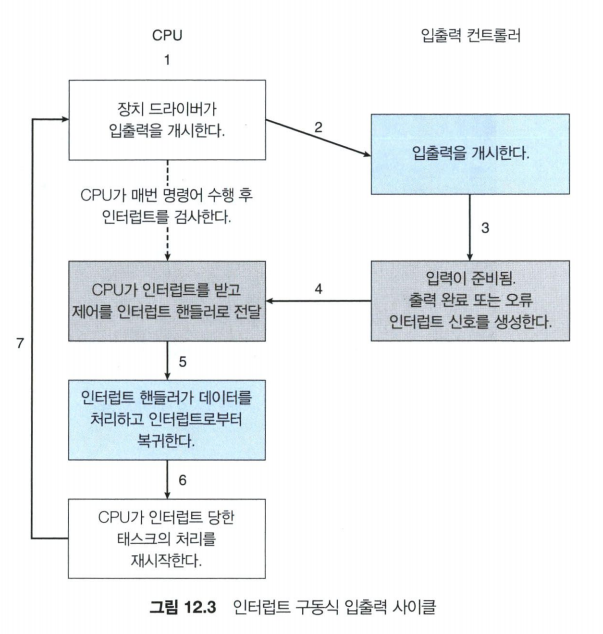 CPU
입출력 컨트롤러
1
장치 드라이버가
입출력을 개시한다.
2
입출력을 개시한다.
CPU가 매번 명령어 수행 후
인터럽트를 검사한다.
3
CPU가 인터럽트를 받고
제어를 인터럽트 핸들러로 전달
4
입력이 준비됨.
출력 완료 또는 오류
인터럽트 신호를 생성한다.
7
5
인터럽트 핸들러가 데이터를
처리하고 인터럽트로부터
복귀한다.
6
CPU가 인터럽트 당한
태스크의 처리를
재시작한다.
그림 12.3 인터럽트 구동식 입출력 사이클